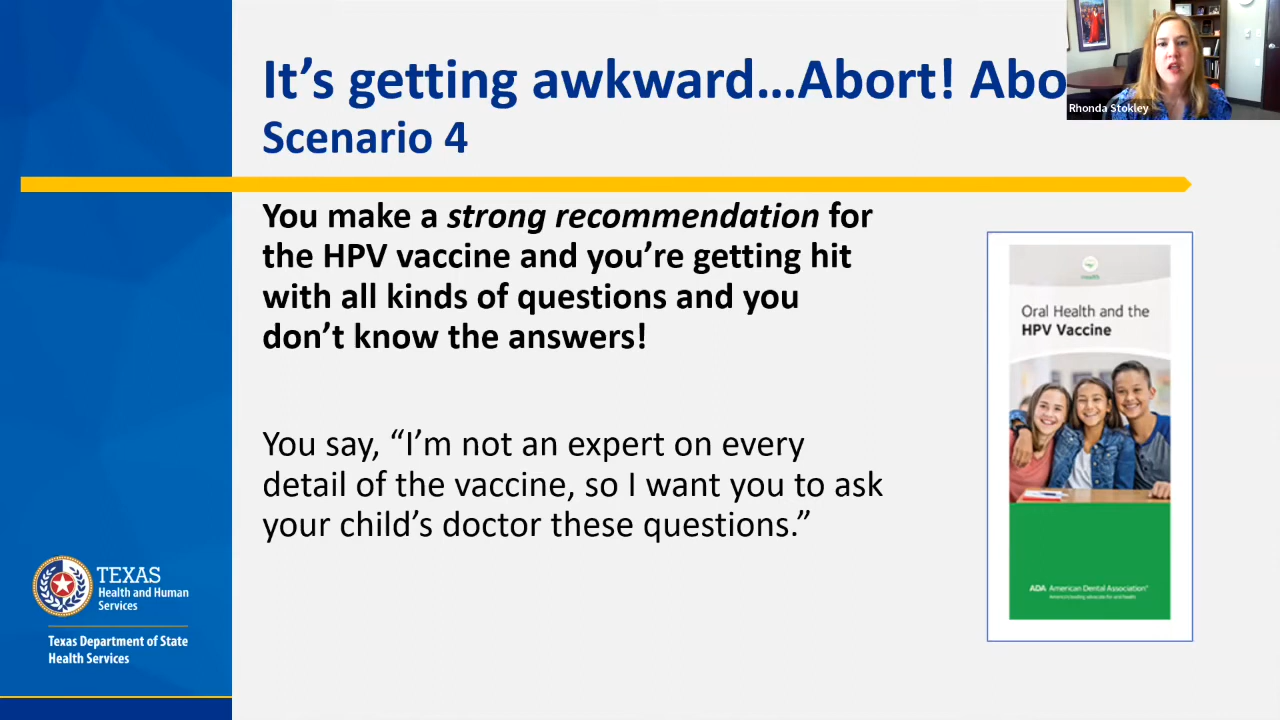 It's getting awkward…Abort! Abo
Rhonda Stokley
Scenario 4
You make a strong recommendation for
the HPV vaccine and you're getting hit
with all kinds of questions and you
don't know the answers!
You say, “I'm not an expert on every
detail of the vaccine, so I want you to ask
your child's doctor these questions.”
Oral Health and the
HPV Vaccine
ADA American Dental Association®
TEXAS
Health and Human
Services
Texas Department of State
Health Services